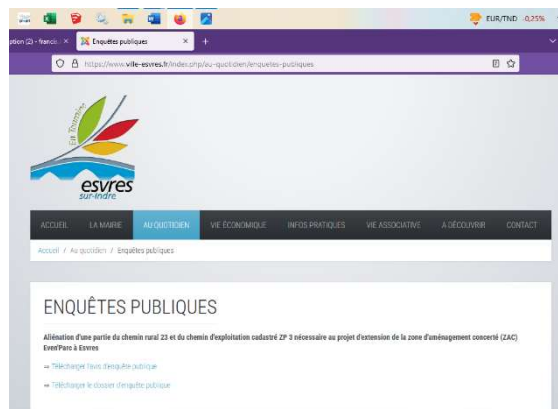 EUR/TND -0,25%
ption (2) - francis
Enquêtes publiques
https://www.ville-esvres.fr/index.php/au-quotidien/enquetes-publiques
En Touraine
esvres
sur-Indre
ACCUEIL LA MAIRIE AU QUOTIDIEN VIE ÉCONOMIQUE INFOS PRATIQUES VIE ASSOCIATIVE A DÉCOUVRIR CONTACT
Accueil / Au quotidien / Enquêtes publiques
ENQUÊTES PUBLIQUES
Aliénation d'une partie du chemin rural 23 et du chemin d'exploitation cadastré ZP 3 nécessaire au projet d'extension de la zone d'aménagement concerté (ZAC)
Even'Parc à Esvres
⇨ Télécharger l'avis d'enquête publique
⇨ Télécharger le dossier d'enquête publique